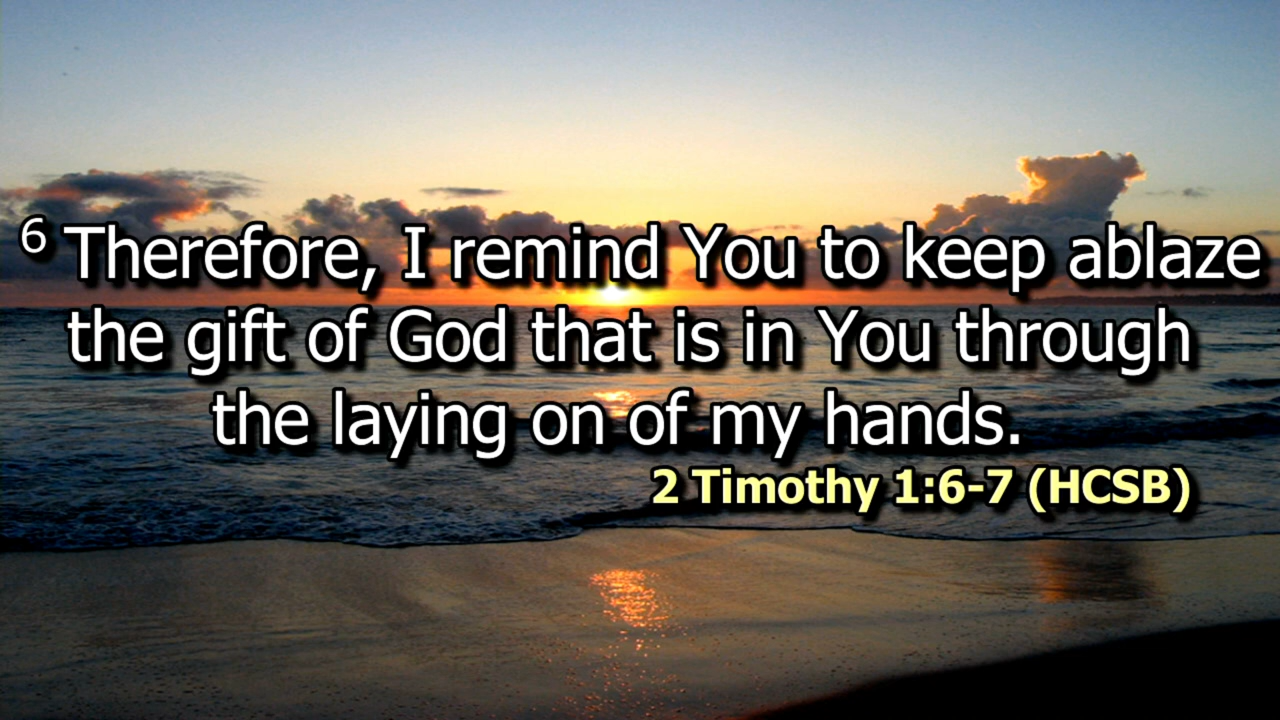 6 Therefore, I remind You to keep ablaze
the gift of God that is in You through
the laying on of my hands.
2 Timothy 1:6-7 (HCSB)